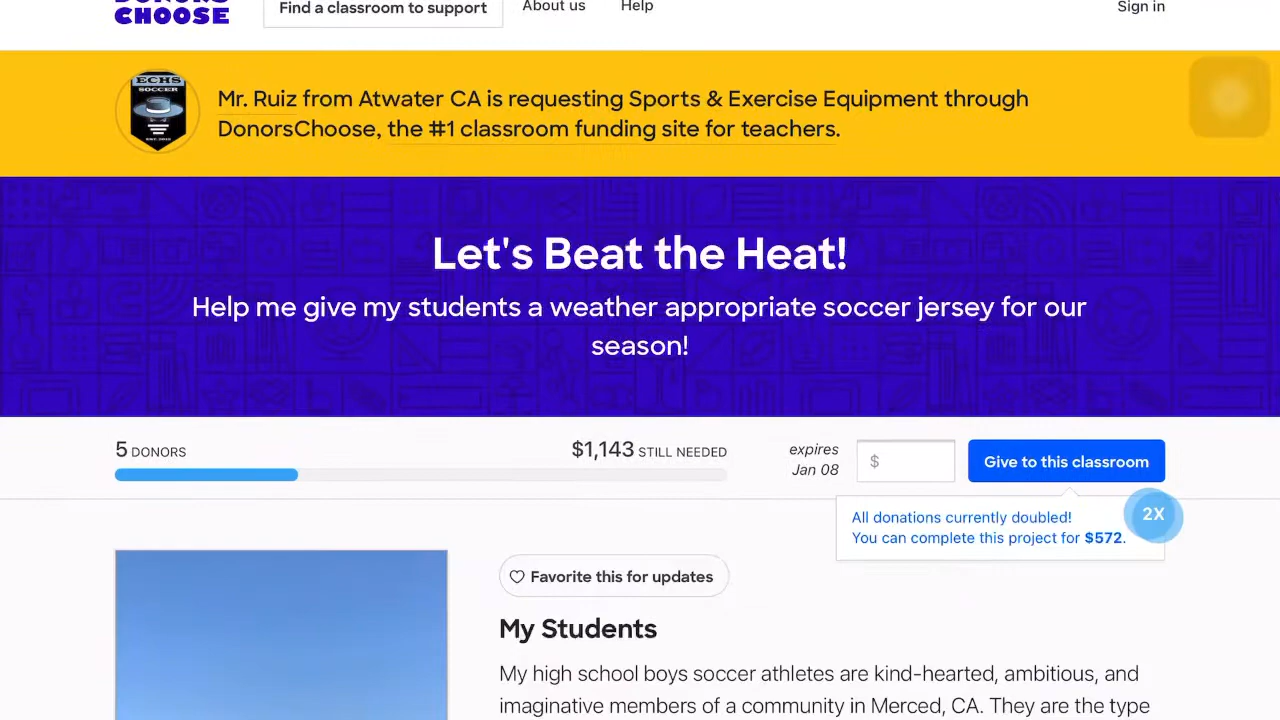 DONORS
CHOOSE
Find a classroom to support
About us
Help
Sign in
ECHS
SOCCER
Mr. Ruiz from Atwater CA is requesting Sports & Exercise Equipment through
DonorsChoose, the #1 classroom funding site for teachers.
Let's Beat the Heat!
Help me give my students a weather appropriate soccer jersey for our
season!
5 DONORS
$1,143 STILL NEEDED
expires
Jan 08
$
Give to this classroom
All donations currently doubled!
You can complete this project for $572.
2X
Favorite this for updates
My Students
My high school boys soccer athletes are kind-hearted, ambitious, and
imaginative members of a community in Merced, CA. They are the type